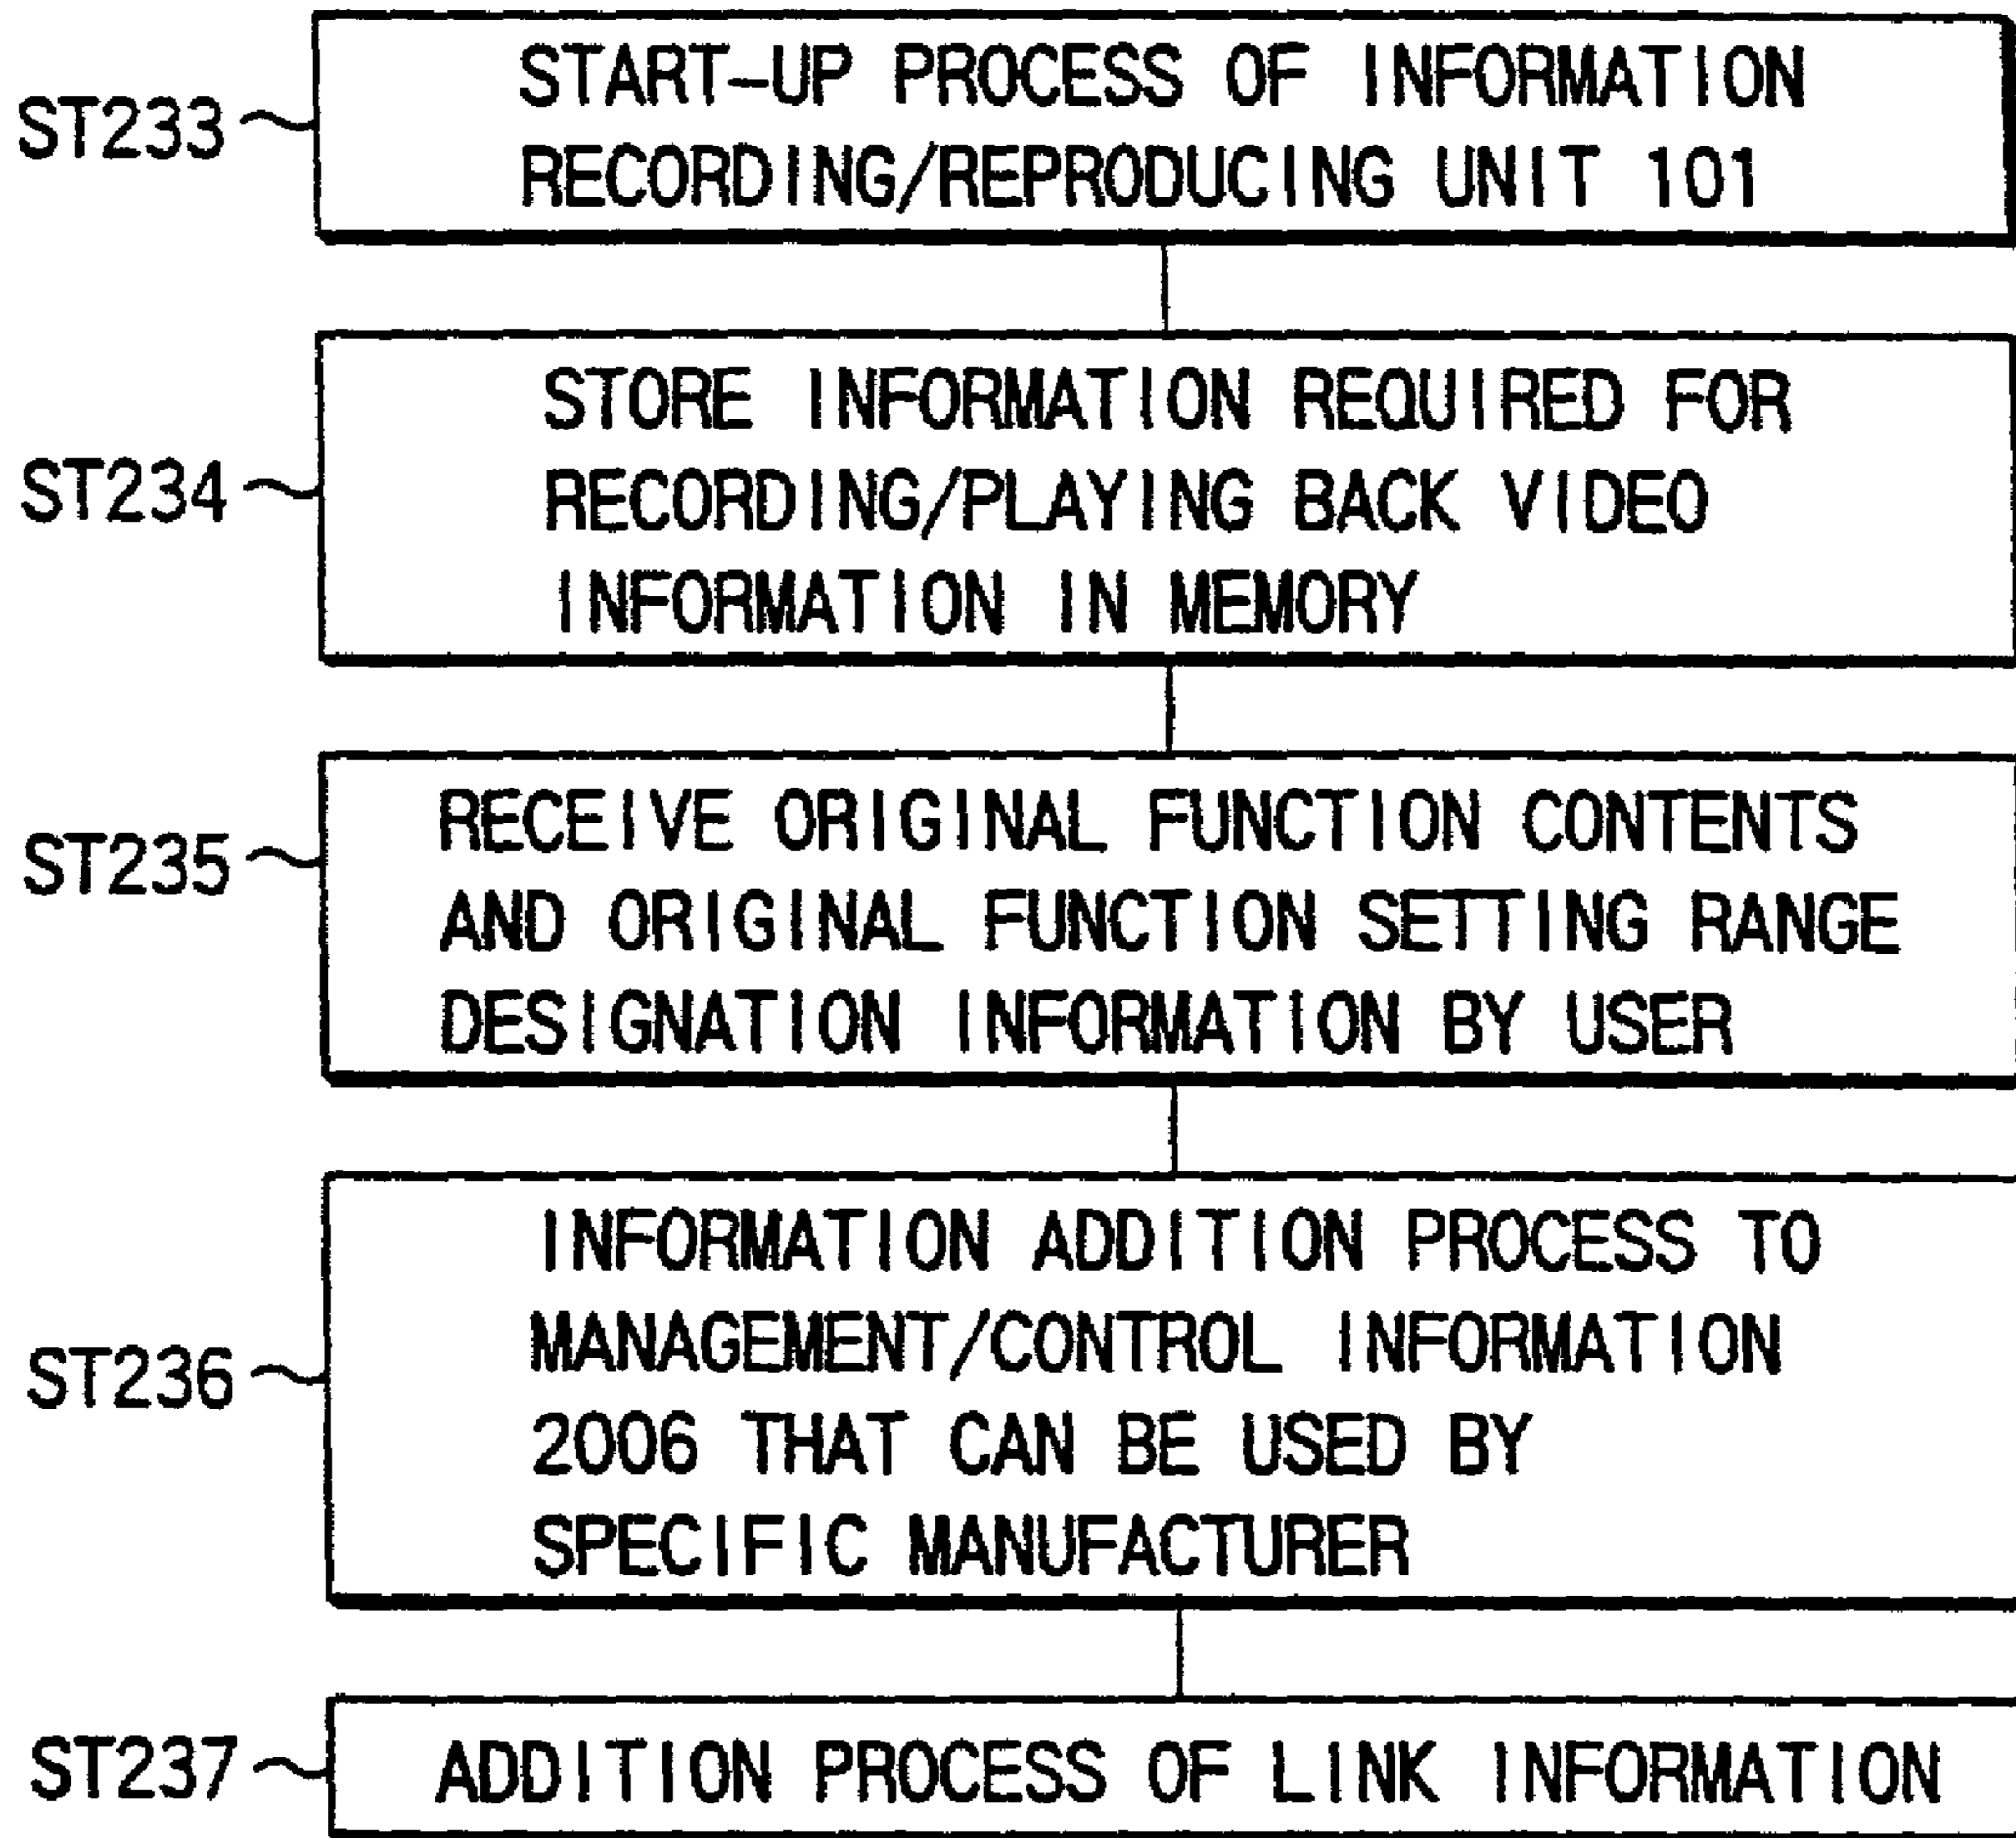 ST233
START-UP PROCESS OF INFORMATION
RECORDING/REPRODUCING UNIT 101
ST234
STORE INFORMATION REQUIRED FOR
RECORDING/PLAYING BACK VIDEO
INFORMATION IN MEMORY
ST235
RECEIVE ORIGINAL FUNCTION CONTENTS
AND ORIGINAL FUNCTION SETTING RANGE
DESIGNATION INFORMATION BY USER
ST236
INFORMATION ADDITION PROCESS TO
MANAGEMENT/CONTROL INFORMATION
2006 THAT CAN BE USED BY
SPECIFIC MANUFACTURER
ST237
ADDITION PROCESS OF LINK INFORMATION